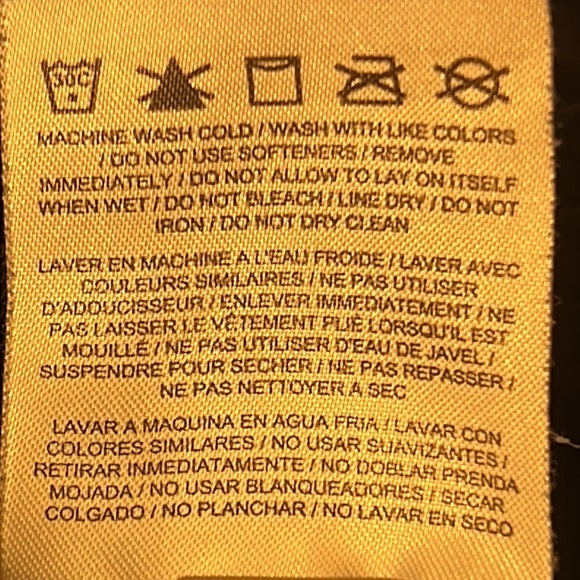 30C
MACHINE WASH COLD / WASH WITH LIKE COLORS
/ DO NOT USE SOFTENERS / REMOVE
IMMEDIATELY / DO NOT ALLOW TO LAY ON ITSELF
WHEN WET / DO NOT BLEACH / LINE DRY / DO NOT
IRON / DO NOT DRY CLEAN
LAVER EN MACHINE A L'EAU FROIDE / LAVER AVEC
COULEURS SIMILAIRES / NE PAS UTILISER
D'ADOUCISSEUR / ENLEVER IMMEDIATEMENT / NE
PAS LAISSER LE VÊTEMENT PLIÉ LORSQU'IL EST
MOUILLÉ / NE PAS UTILISER D'EAU DE JAVEL /
SUSPENDRE POUR SECHER / NE PAS REPASSER /
NE PAS NETTOYER A SEC
LAVAR A MAQUINA EN AGUA FRIA / LAVAR CON
COLORES SIMILARES / NO USAR SUAVIZANTES /
RETIRAR INMEDIATAMENTE / NO DOBLAR PRENDA
MOJADA / NO USAR BLANQUEADORES / SECAR
COLGADO / NO PLANCHAR / NO LAVAR EN SECO